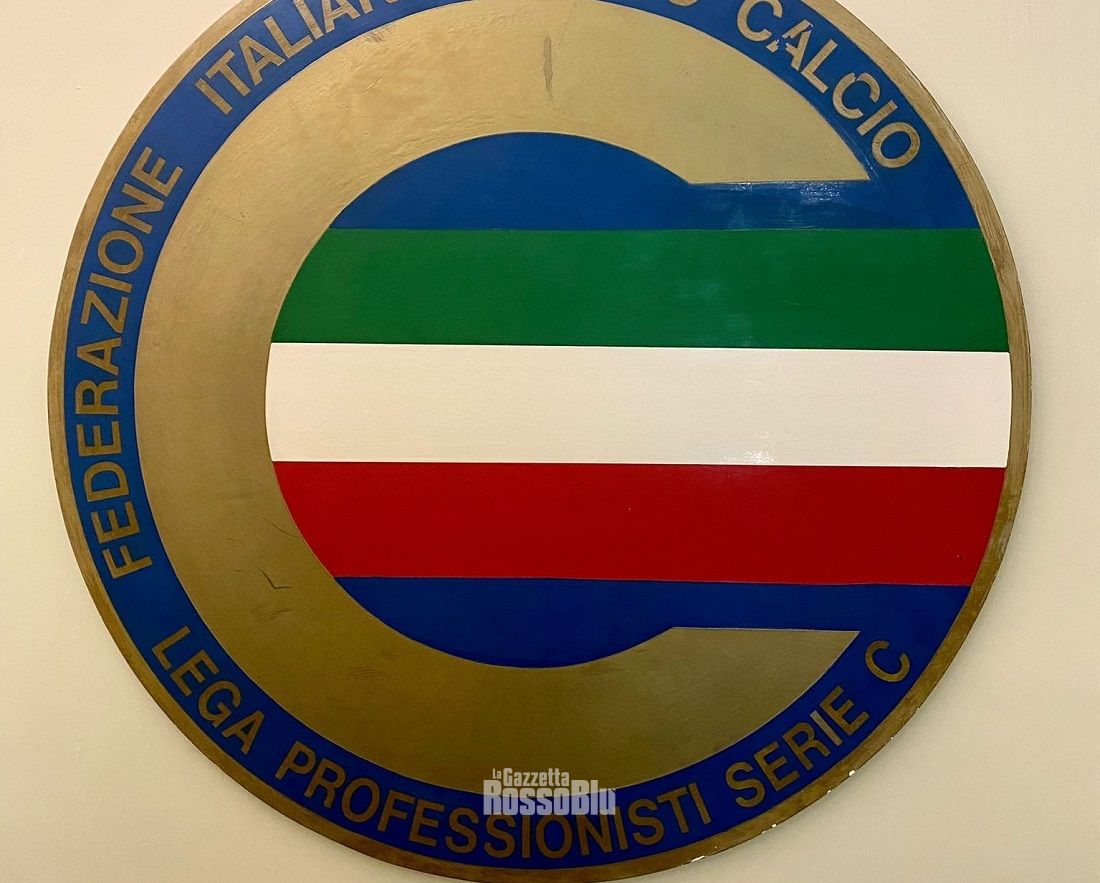 FEDERAZIONE ITALIANA CALCIO
LEGA PROFESSIONISTI SERIE C
La Gazzetta
RossoBlu